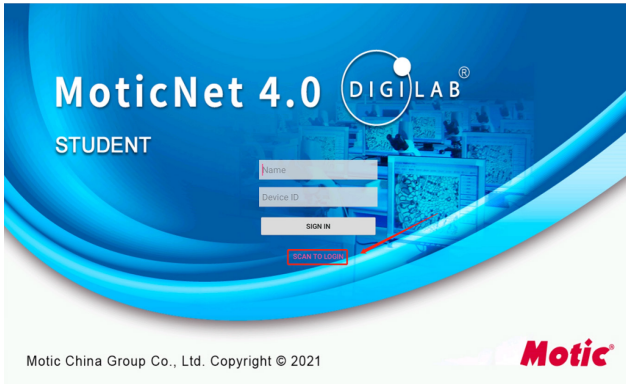 MoticNet 4.0 DIGILAB®
STUDENT
Name
Device ID
SIGN IN
SCAN TO LOGIN
Motic China Group Co., Ltd. Copyright © 2021
Motic®